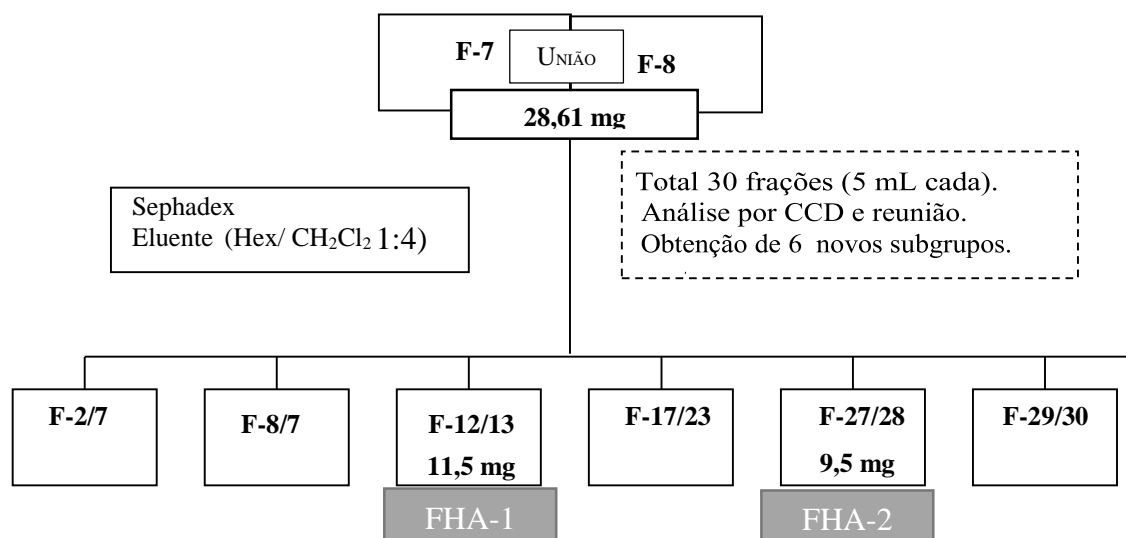 F-7
UNIÃO
F-8
28,61 mg
Sephadex
Eluente (Hex/ CH₂Cl₂ 1:4)
Total 30 frações (5 mL cada).
Análise por CCD e reunião.
Obtenção de 6 novos subgrupos.
F-2/7
F-8/7
F-12/13
11,5 mg
F-17/23
F-27/28
9,5 mg
F-29/30
FHA-1
FHA-2